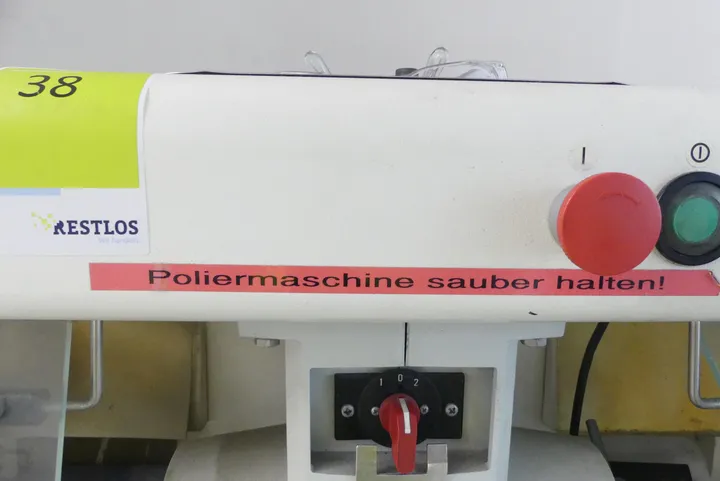 38
RESTLOS
I
Poliermaschine sauber halten!
1 0 2